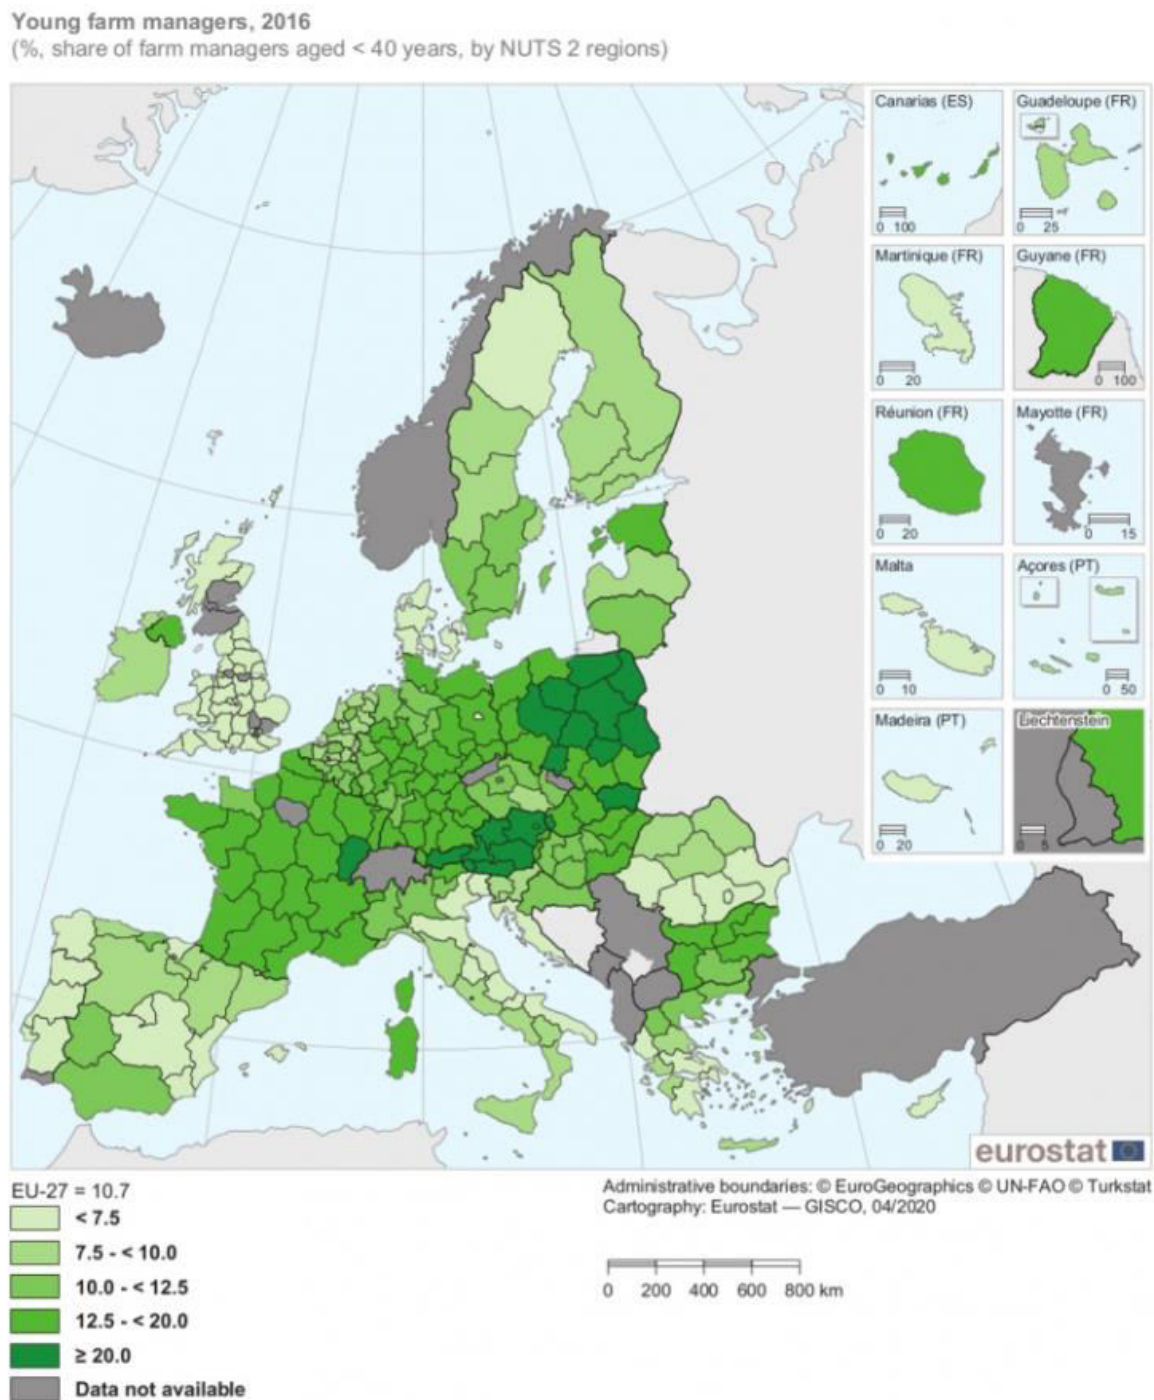 Young farm managers, 2016
(%, share of farm managers aged < 40 years, by NUTS 2 regions)
Canarias (ES)
0 100
Guadeloupe (FR)
0 25
Martinique (FR)
0 20
Guyane (FR)
0 100
Réunion (FR)
0 20
Mayotte (FR)
0 15
Malta
0 10
Açores (PT)
0 50
Madeira (PT)
0 20
Liechtenstein
0 5
eurostat
EU-27 = 10.7
< 7.5
7.5 - < 10.0
10.0 - < 12.5
12.5 - < 20.0
≥ 20.0
Data not available
Administrative boundaries: © EuroGeographics © UN-FAO © Turkstat
Cartography: Eurostat — GISCO, 04/2020
0 200 400 600 800 km